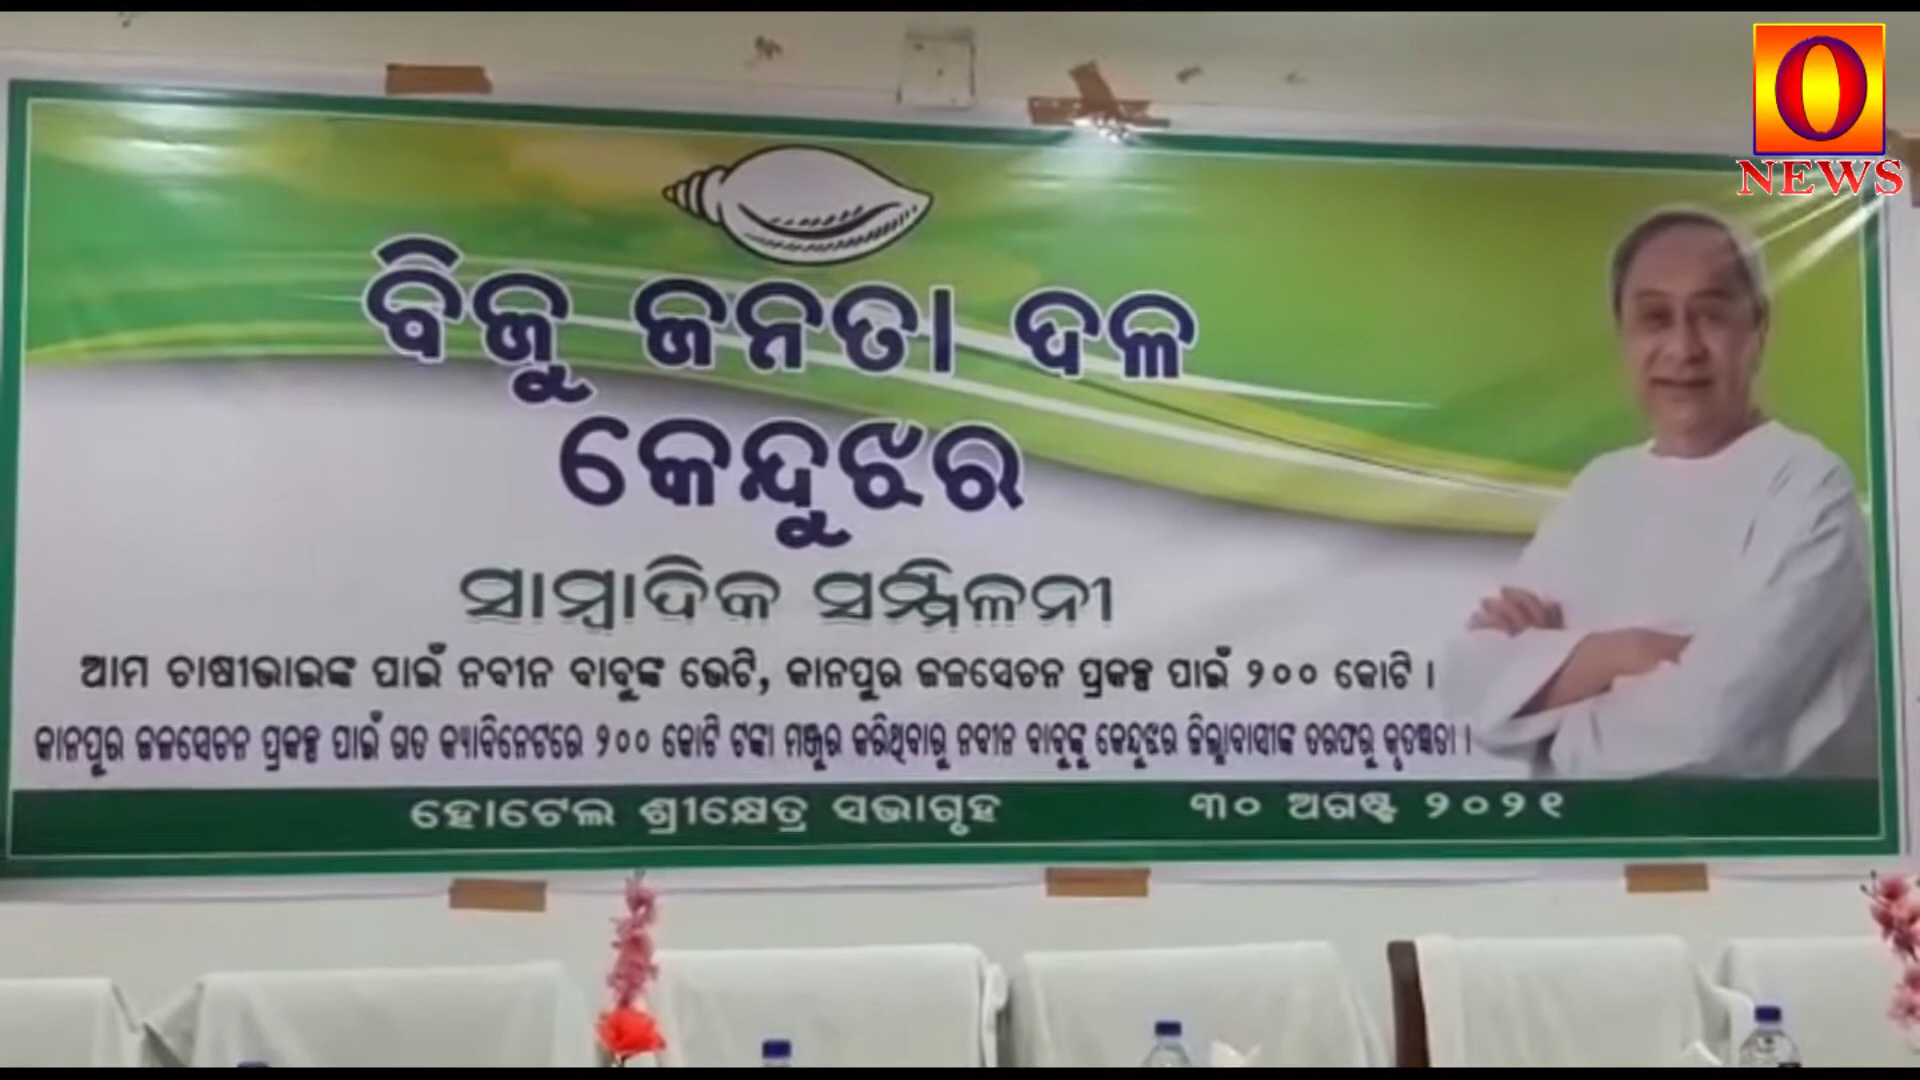 O
NEWS
ବିଜୁ ଜନତା ଦଳ
କେନ୍ଦୁଝର
ସାମ୍ବାଦିକ ସମ୍ମିଳନୀ
ଆମ ଚାଷୀଭାଇଙ୍କ ପାଇଁ ନବୀନ ବାବୁଙ୍କ ଭେଟି, କାନପୁର ଜଳସେଚନ ପ୍ରକଳ୍ପ ପାଇଁ ୨୦୦ କୋଟି ।
କାନପୁର ଜଳସେଚନ ପ୍ରକଳ୍ପ ପାଇଁ ଗତ କ୍ୟାବିନେଟରେ ୨୦୦ କୋଟି ଟଙ୍କା ମଞ୍ଜୁର କରିଥିବାରୁ ନବୀନ ବାବୁଙ୍କୁ କେନ୍ଦୁଝର ଜିଲ୍ଲାବାସୀଙ୍କ ତରଫରୁ କୃତଜ୍ଞତା ।
ହୋଟେଲ ଶ୍ରୀକ୍ଷେତ୍ର ସଭାଗୃହ ୩୦ ଅଗଷ୍ଟ ୨୦୨୧